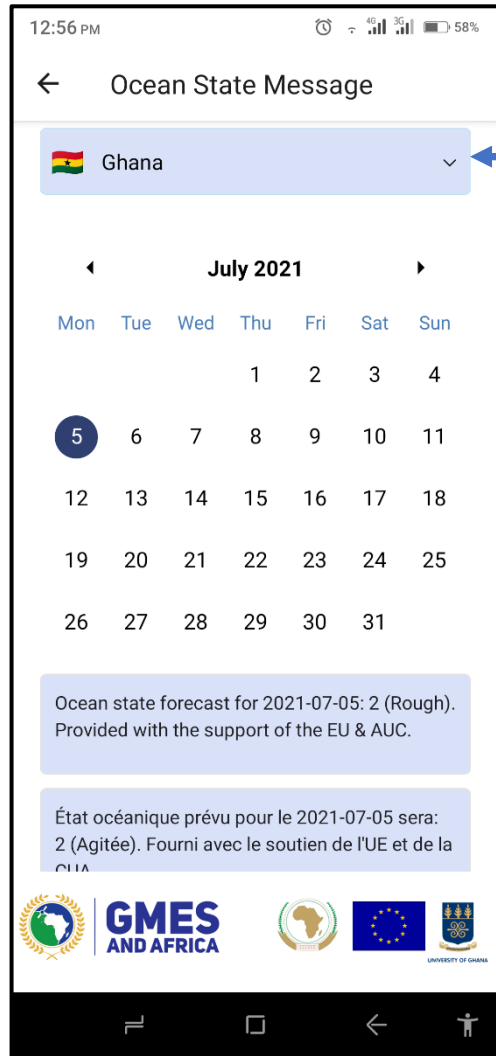 12:56 PM 4G 3G 58%
Ocean State Message
Ghana
July 2021
Mon Tue Wed Thu Fri Sat Sun
1 2 3 4
5 6 7 8 9 10 11
12 13 14 15 16 17 18
19 20 21 22 23 24 25
26 27 28 29 30 31
Ocean state forecast for 2021-07-05: 2 (Rough).
Provided with the support of the EU & AUC.
État océanique prévu pour le 2021-07-05 sera:
2 (Agitée). Fourni avec le soutien de l'UE et de la
CUA
GMES
AND AFRICA
UNIVERSITY OF GHANA